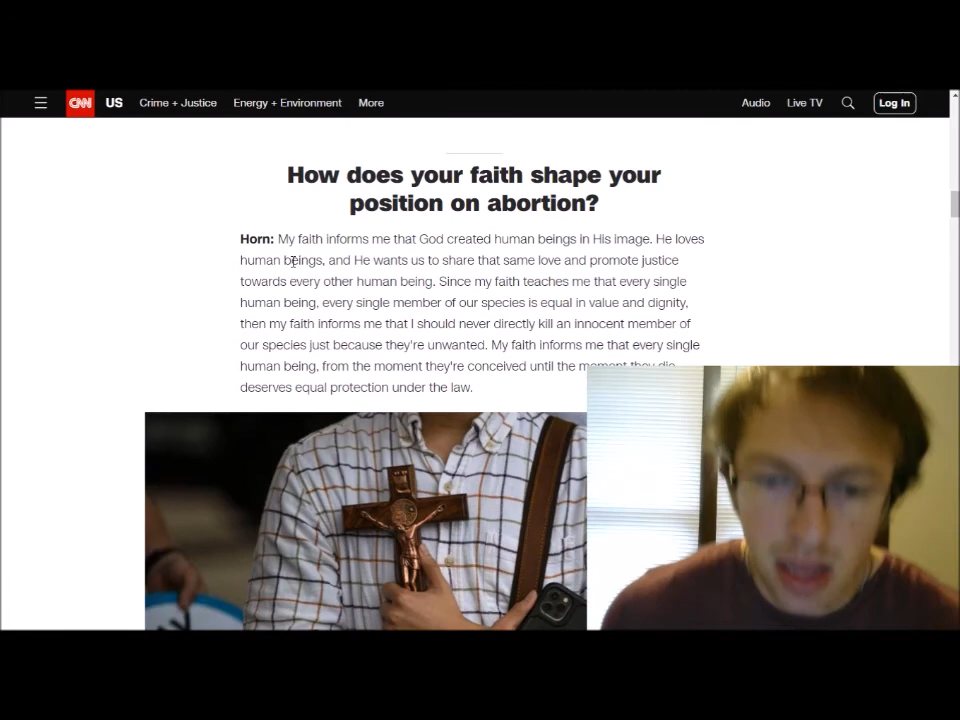 CNN US Crime + Justice Energy + Environment More Audio Live TV Log In
How does your faith shape your
position on abortion?
Horn: My faith informs me that God created human beings in His image. He loves
human beings, and He wants us to share that same love and promote justice
towards every other human being. Since my faith teaches me that every single
human being, every single member of our species is equal in value and dignity,
then my faith informs me that I should never directly kill an innocent member of
our species just because they're unwanted. My faith informs me that every single
human being, from the moment they're conceived until the moment they die
deserves equal protection under the law.